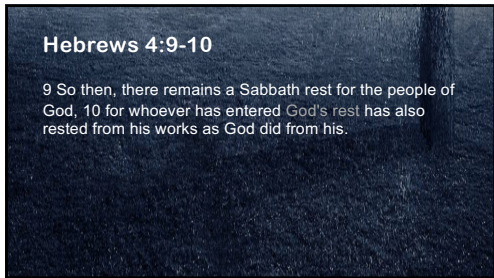 Hebrews 4:9-10
9 So then, there remains a Sabbath rest for the people of
God, 10 for whoever has entered God's rest has also
rested from his works as God did from his.